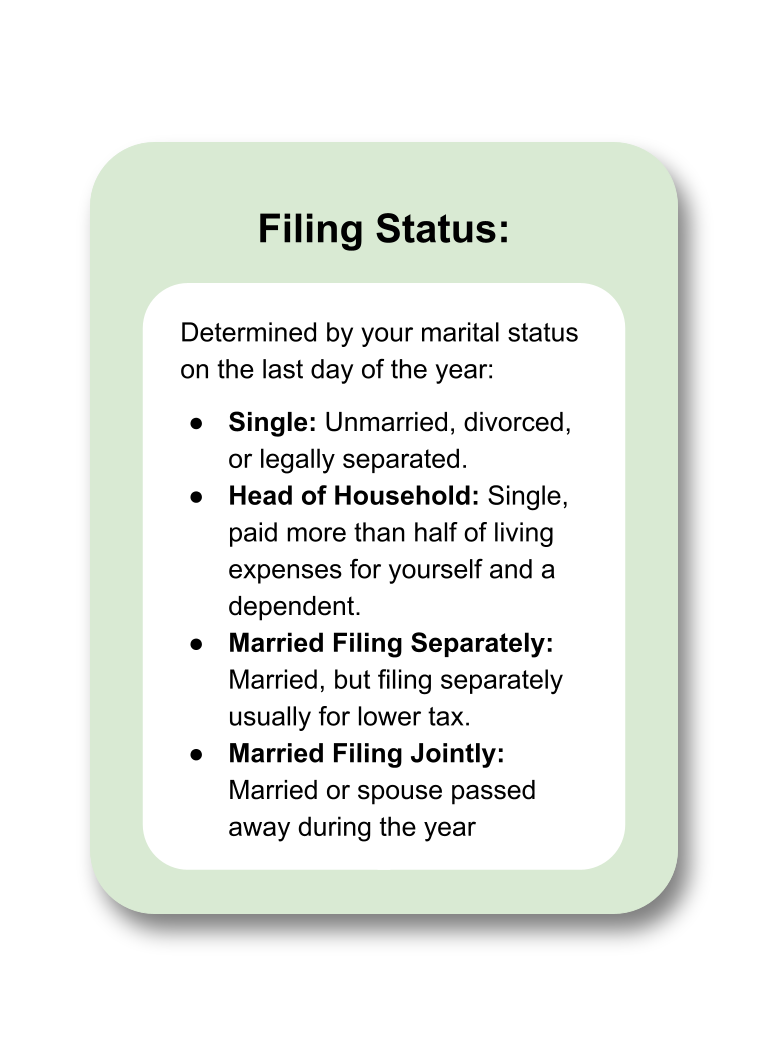 Filing Status:
Determined by your marital status
on the last day of the year:
● Single: Unmarried, divorced,
or legally separated.
● Head of Household: Single,
paid more than half of living
expenses for yourself and a
dependent.
● Married Filing Separately:
Married, but filing separately
usually for lower tax.
● Married Filing Jointly:
Married or spouse passed
away during the year